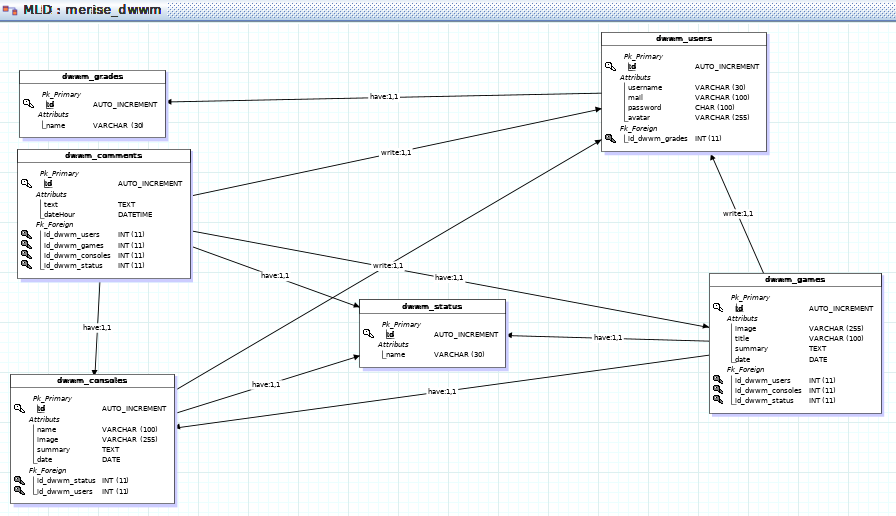 MLD : merise_dwwm
dwwm_users
Pk_Primary
Id AUTO_INCREMENT
Attributs
username VARCHAR (30)
mail VARCHAR (100)
password CHAR (100)
avatar VARCHAR (255)
Fk_Foreign
Id_dwwm_grades INT (11)
dwwm_grades
Pk_Primary
Id AUTO_INCREMENT
Attributs
name VARCHAR (30)
have:1,1
dwwm_comments
Pk_Primary
Id AUTO_INCREMENT
Attributs
text TEXT
dateHour DATETIME
Fk_Foreign
Id_dwwm_users INT (11)
Id_dwwm_games INT (11)
Id_dwwm_consoles INT (11)
Id_dwwm_status INT (11)
write:1,1
write:1,1
write:1,1
have:1,1
have:1,1
have:1,1
dwwm_status
Pk_Primary
Id AUTO_INCREMENT
Attributs
name VARCHAR (30)
have:1,1
have:1,1
have:1,1
dwwm_games
Pk_Primary
Id AUTO_INCREMENT
Attributs
Image VARCHAR (255)
title VARCHAR (100)
summary TEXT
date DATE
Fk_Foreign
Id_dwwm_users INT (11)
Id_dwwm_consoles INT (11)
Id_dwwm_status INT (11)
dwwm_consoles
Pk_Primary
Id AUTO_INCREMENT
Attributs
name VARCHAR (100)
Image VARCHAR (255)
summary TEXT
date DATE
Fk_Foreign
Id_dwwm_status INT (11)
Id_dwwm_users INT (11)